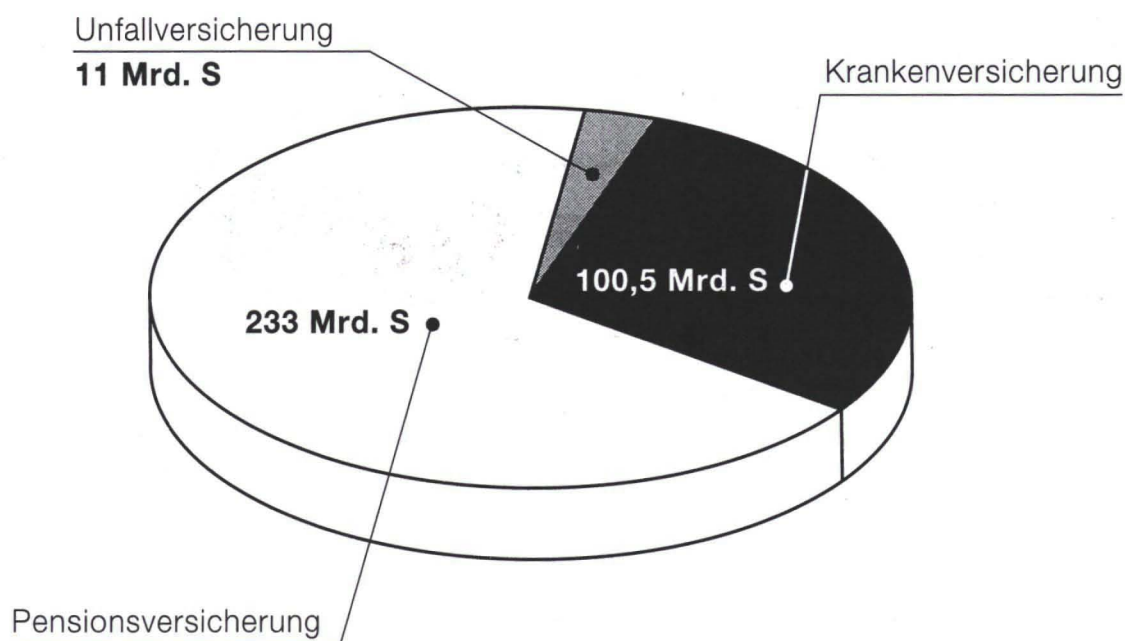 Unfallversicherung
11 Mrd. S
Krankenversicherung
100,5 Mrd. S
233 Mrd. S
Pensionsversicherung